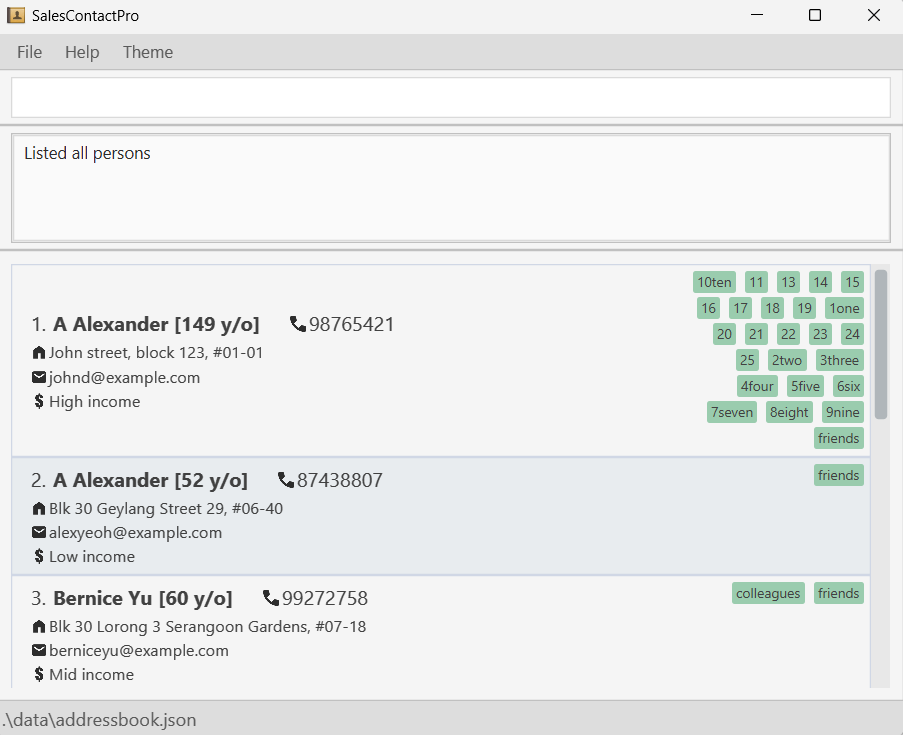 SalesContactPro
File Help Theme
Listed all persons
1. A Alexander [149 y/o] 98765421
John street, block 123, #01-01
johnd@example.com
High income
10ten 11 13 14 15
16 17 18 19 1one
20 21 22 23 24
25 2two 3three
4four 5five 6six
7seven 8eight 9nine
friends
2. A Alexander [52 y/o] 87438807
Blk 30 Geylang Street 29, #06-40
alexyeoh@example.com
Low income
friends
3. Bernice Yu [60 y/o] 99272758
Blk 30 Lorong 3 Serangoon Gardens, #07-18
berniceyu@example.com
Mid income
colleagues friends
.\data\addressbook.json